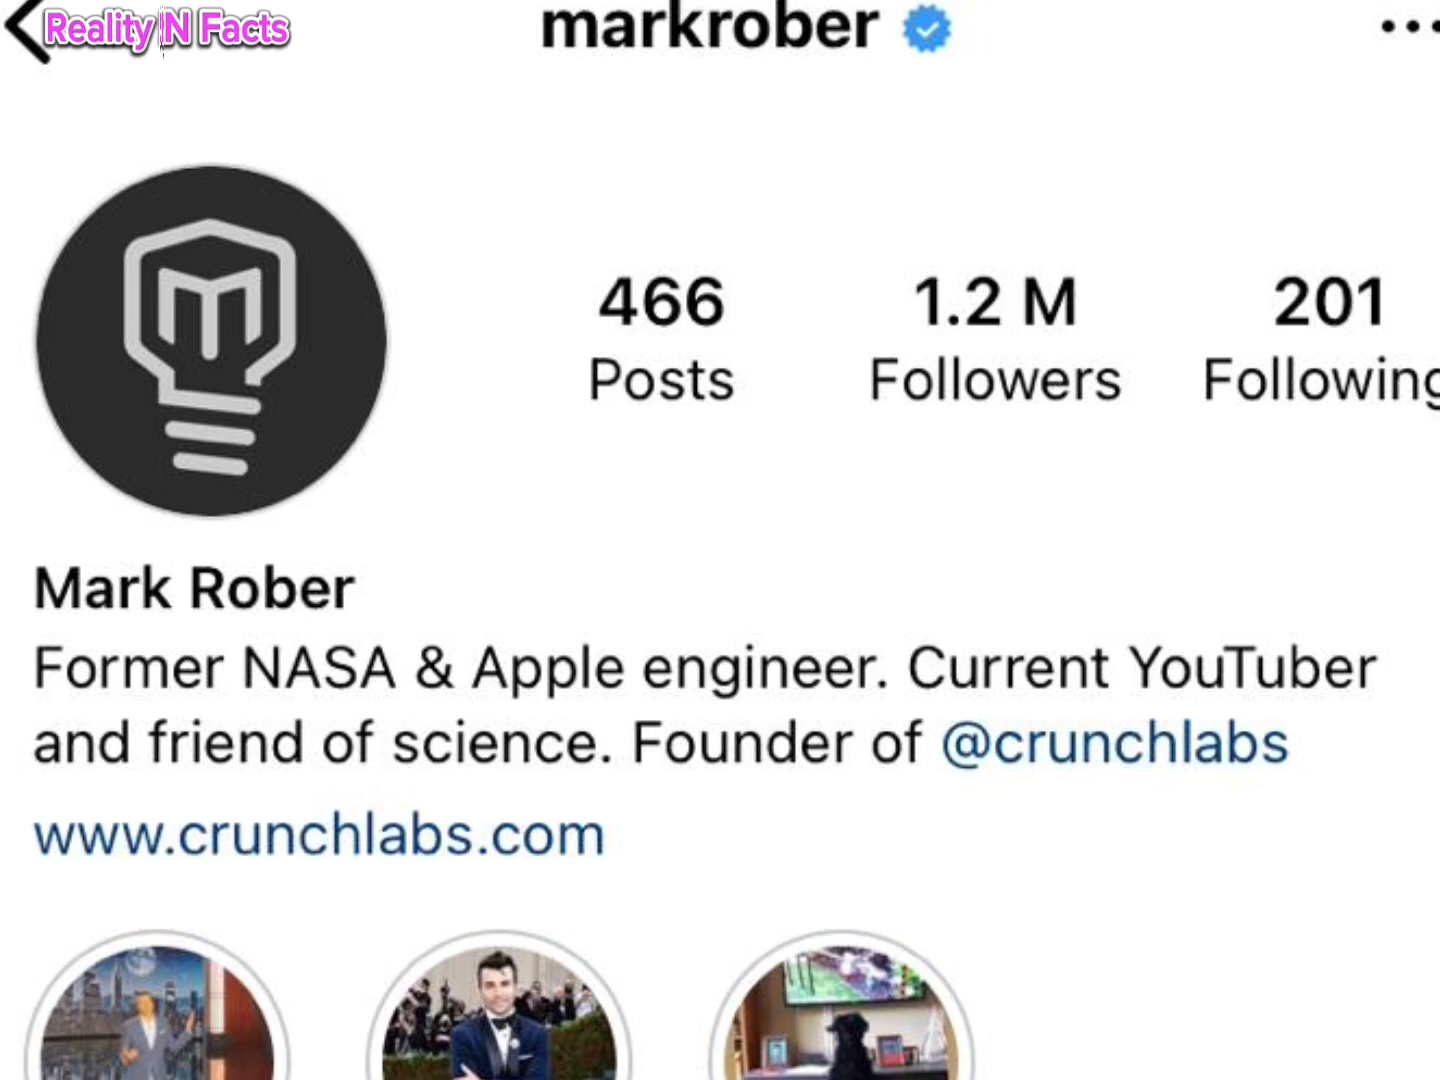 Reality N Facts
markrober
466
Posts
1.2 M
Followers
201
Following
Mark Rober
Former NASA & Apple engineer. Current YouTuber
and friend of science. Founder of @crunchlabs
www.crunchlabs.com